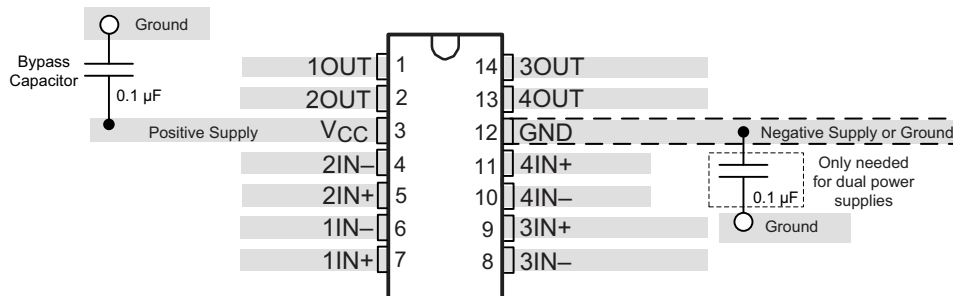 Ground
Bypass
Capacitor
0.1 µF
Positive Supply
1OUT 1
2OUT 2
VCC 3
2IN– 4
2IN+ 5
1IN– 6
1IN+ 7
14 3OUT
13 4OUT
12 GND
11 4IN+
10 4IN–
9 3IN+
8 3IN–
Negative Supply or Ground
Only needed
for dual power
supplies
0.1 µF
Ground